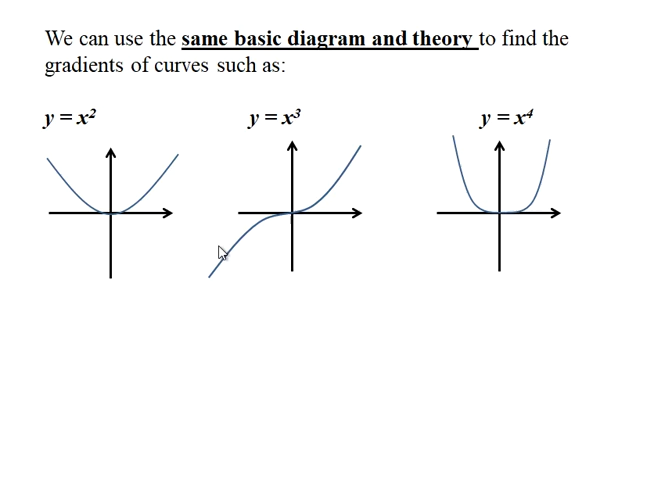 We can use the same basic diagram and theory to find the
gradients of curves such as:
y = x² y = x³ y = x⁴